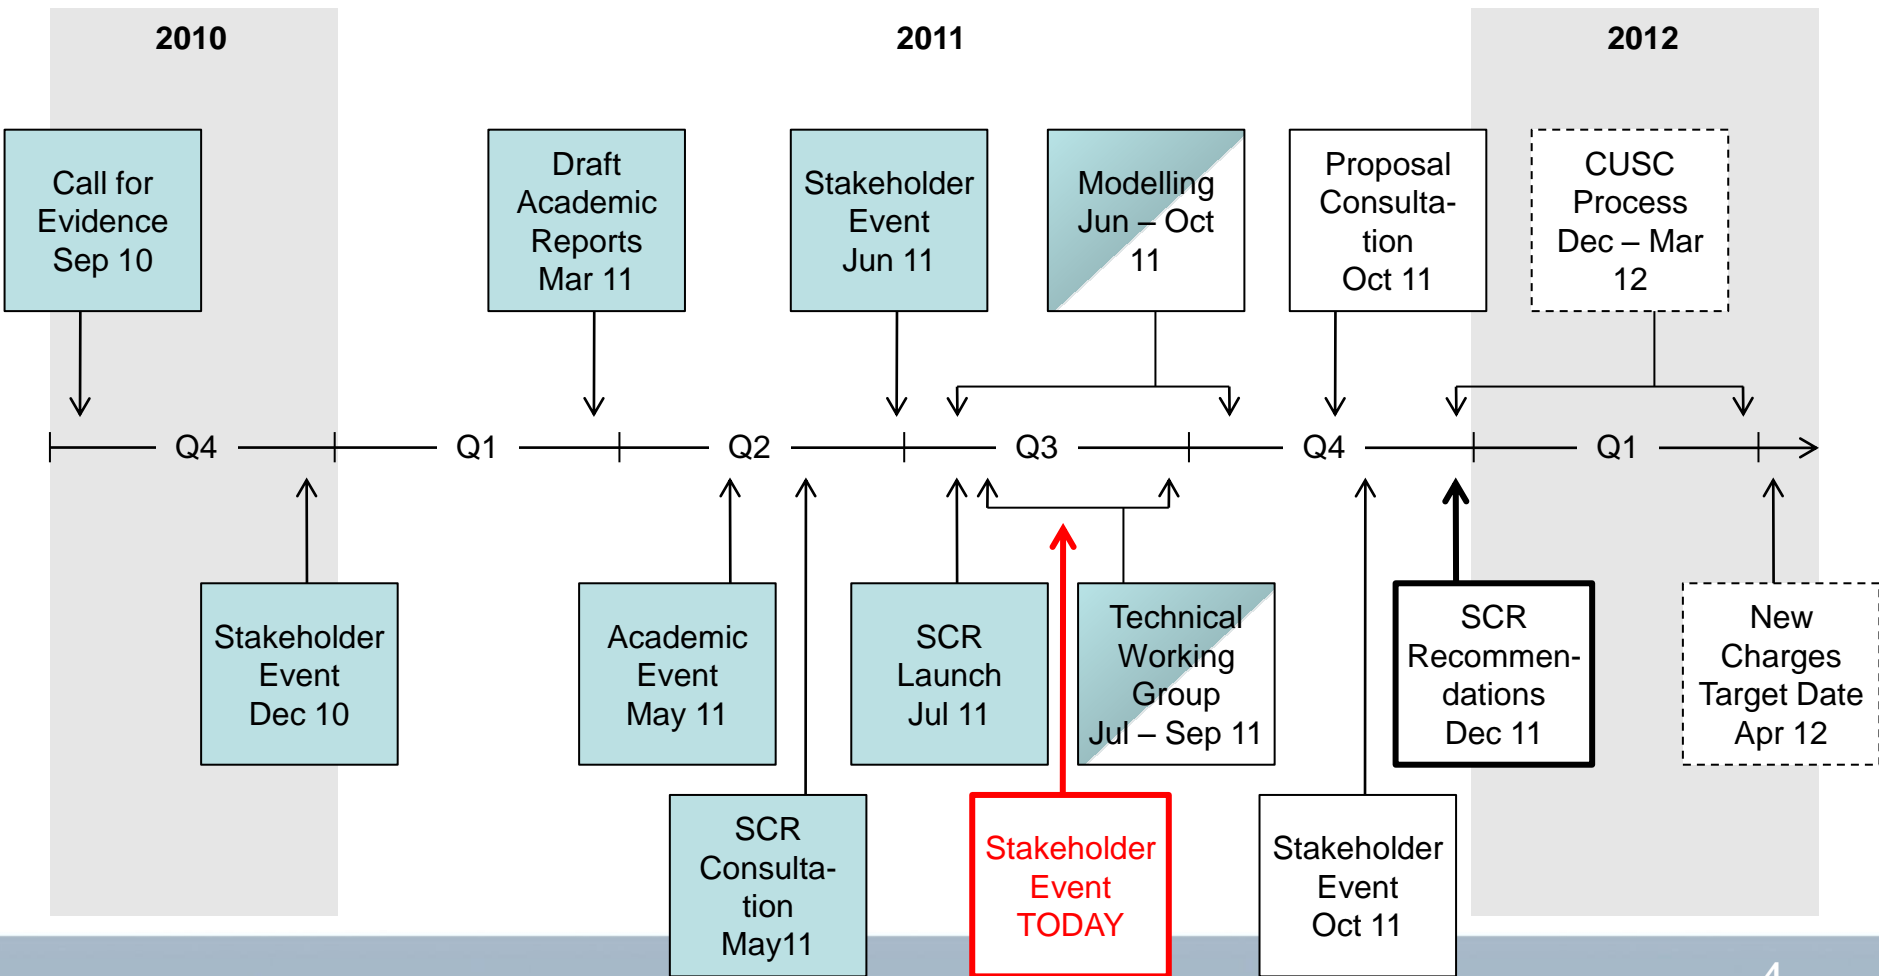 2010
2011
2012
Call for
Evidence
Sep 10
Draft
Academic
Reports
Mar 11
Stakeholder
Event
Jun 11
Modelling
Jun – Oct
11
Proposal
Consulta-
tion
Oct 11
CUSC
Process
Dec – Mar
12
Q4
Q1
Q2
Q3
Q4
Q1
Stakeholder
Event
Dec 10
Academic
Event
May 11
SCR
Launch
Jul 11
Technical
Working
Group
Jul – Sep 11
SCR
Recommen-
dations
Dec 11
New
Charges
Target Date
Apr 12
SCR
Consulta-
tion
May11
Stakeholder
Event
TODAY
Stakeholder
Event
Oct 11
4